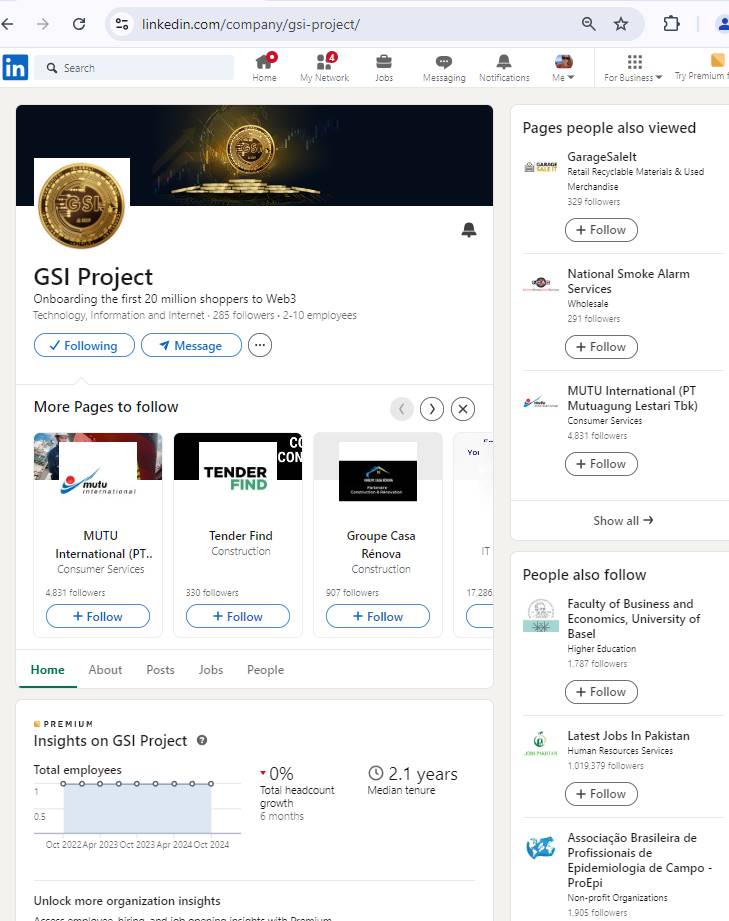 linkedin.com/company/gsi-project/
in
Search
Home
4
My Network
Jobs
Messaging
Notifications
Me
For Business
Try Premium f
GSI
GSI
GSI Project
Onboarding the first 20 million shoppers to Web3
Technology, Information and Internet · 285 followers · 2-10 employees
Following
Message
More Pages to follow
mutu
international
MUTU
International (PT..
Consumer Services
4,831 followers
+ Follow
CO
CON
TENDER
FIND
Tender Find
Construction
330 followers
+ Follow
Groupe Casa
Rénova
Construction
907 followers
+ Follow
You
IT
17,286
Home
About
Posts
Jobs
People
PREMIUM
Insights on GSI Project
Total employees
1
0.5
Oct 2022
Apr 2023
Oct 2023
Apr 2024
Oct 2024
0%
Total headcount
growth
6 months
2.1 years
Median tenure
Unlock more organization insights
Access employee, hiring, and job opening insights with Premium
Pages people also viewed
GARAGE
SALE IT
GarageSaleIt
Retail Recyclable Materials & Used
Merchandise
329 followers
+ Follow
National Smoke Alarm
Services
Wholesale
291 followers
+ Follow
mutu
MUTU International (PT
Mutuagung Lestari Tbk)
Consumer Services
4,831 followers
+ Follow
Show all →
People also follow
Faculty of Business and
Economics, University of
Basel
Higher Education
1,787 followers
+ Follow
JOBS PAKISTAN
Latest Jobs In Pakistan
Human Resources Services
1,019,379 followers
+ Follow
Associação Brasileira de
Profissionais de
Epidemiologia de Campo -
ProEpi
Non-profit Organizations
1,905 followers